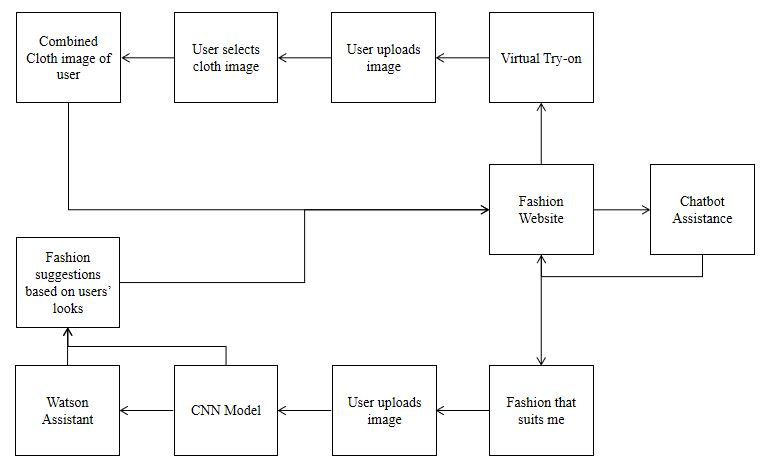 Combined
Cloth image of
user
User selects
cloth image
User uploads
image
Virtual Try-on
Fashion
Website
Chatbot
Assistance
Fashion
suggestions
based on users’
looks
Watson
Assistant
CNN Model
User uploads
image
Fashion that
suits me